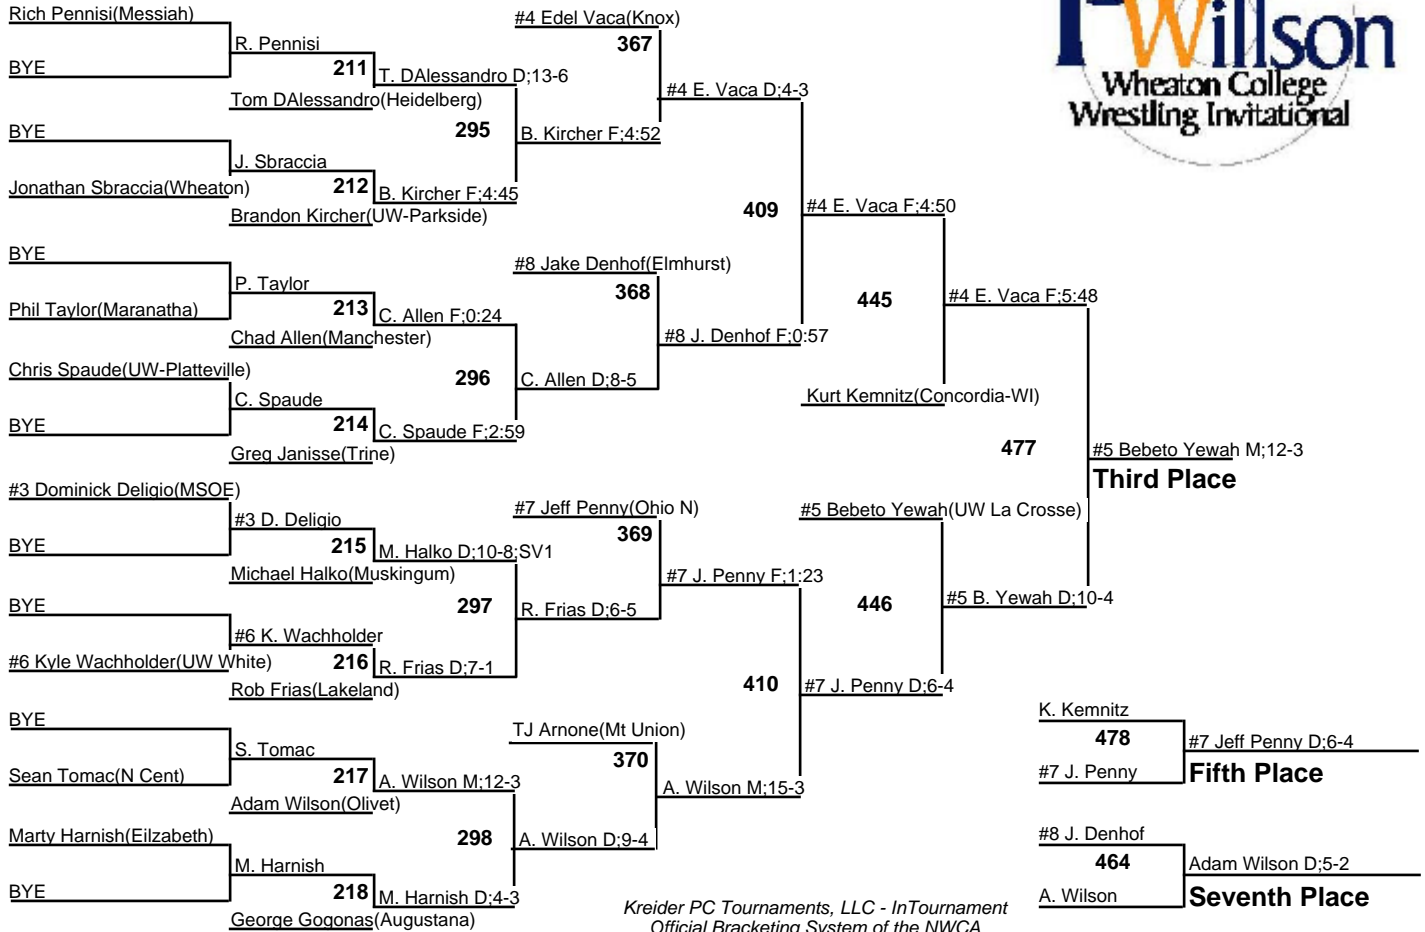 Rich Pennisi(Messiah)
BYE
R. Pennisi
211
T. DAlessandro D;13-6
Tom DAlessandro(Heidelberg)
295
BYE
J. Sbraccia
Jonathan Sbraccia(Wheaton)
212
B. Kircher F;4:45
Brandon Kircher(UW-Parkside)
#4 Edel Vaca(Knox)
367
#4 E. Vaca D;4-3
B. Kircher F;4:52
BYE
P. Taylor
Phil Taylor(Maranatha)
213
C. Allen F;0:24
Chad Allen(Manchester)
296
Chris Spaude(UW-Platteville)
C. Spaude
BYE
214
C. Spaude F;2:59
Greg Janisse(Trine)
#8 Jake Denhof(Elmhurst)
368
#8 J. Denhof F;0:57
C. Allen D;8-5
409
#4 E. Vaca F;4:50
445
#4 E. Vaca F;5:48
Kurt Kemnitz(Concordia-WI)
477
#5 Bebeto Yewah M;12-3
Third Place
#3 Dominick Deligio(MSOE)
#3 D. Deligio
BYE
215
M. Halko D;10-8;SV1
Michael Halko(Muskingum)
297
BYE
#6 K. Wachholder
#6 Kyle Wachholder(UW White)
216
R. Frias D;7-1
Rob Frias(Lakeland)
#7 Jeff Penny(Ohio N)
369
#7 J. Penny F;1:23
R. Frias D;6-5
#5 Bebeto Yewah(UW La Crosse)
446
#5 B. Yewah D;10-4
410
#7 J. Penny D;6-4
BYE
S. Tomac
Sean Tomac(N Cent)
217
A. Wilson M;12-3
Adam Wilson(Olivet)
298
Marty Harnish(Eilzabeth)
M. Harnish
BYE
218
M. Harnish D;4-3
George Gogonas(Augustana)
TJ Arnone(Mt Union)
370
A. Wilson M;15-3
A. Wilson D;9-4
K. Kemnitz
478
#7 Jeff Penny D;6-4
#7 J. Penny
Fifth Place
#8 J. Denhof
464
Adam Wilson D;5-2
A. Wilson
Seventh Place
Willson
Wheaton College
Wrestling Invitational
Kreider PC Tournaments, LLC - InTournament
Official Bracketing System of the NWCA